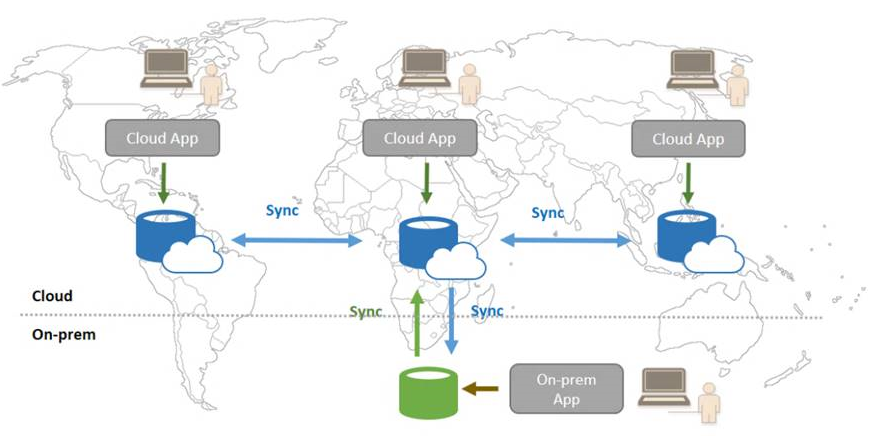 Cloud App
Cloud App
Cloud App
Sync
Sync
Cloud
Sync
Sync
On-prem
On-prem
App